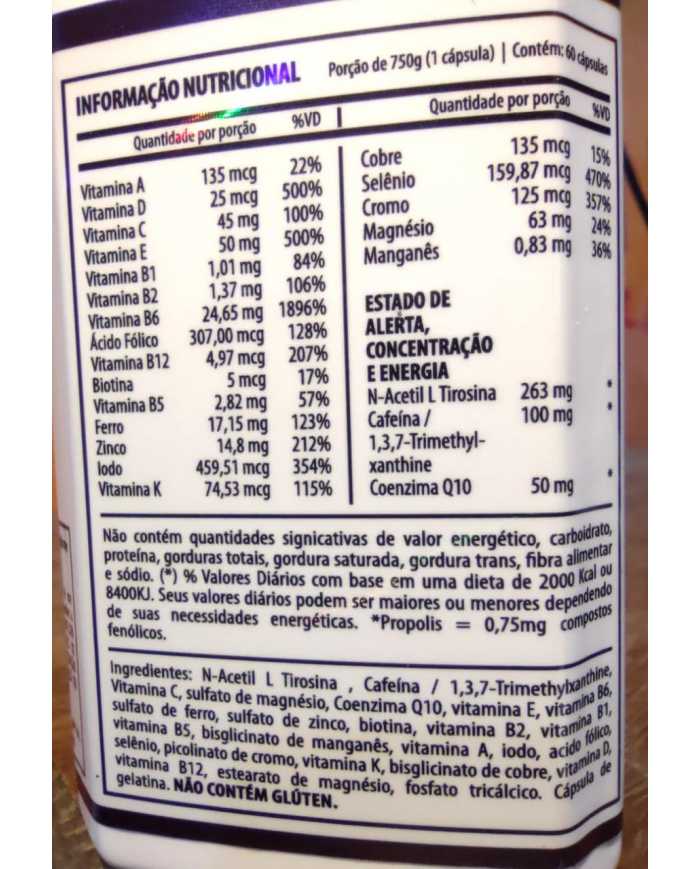 INFORMAÇÃO NUTRICIONAL Porção de 750g (1 cápsula) | Contém: 60 cápsulas
Quantidade por porção %VD
Vitamina A 135 mcg 22%
Vitamina D 25 mcg 500%
Vitamina C 45 mg 100%
Vitamina E 50 mg 500%
Vitamina B1 1,01 mg 84%
Vitamina B2 1,37 mg 106%
Vitamina B6 24,65 mg 1896%
Ácido Fólico 307,00 mcg 128%
Vitamina B12 4,97 mcg 207%
Biotina 5 mcg 17%
Vitamina B5 2,82 mg 57%
Ferro 17,15 mg 123%
Zinco 14,8 mg 212%
Iodo 459,51 mcg 354%
Vitamina K 74,53 mcg 115%
Quantidade por porção %VD
Cobre 135 mcg 15%
Selênio 159,87 mcg 470%
Cromo 125 mcg 357%
Magnésio 63 mg 24%
Manganês 0,83 mg 36%
ESTADO DE
ALERTA,
CONCENTRAÇÃO
E ENERGIA
N-Acetil L Tirosina 263 mg *
Cafeína / 100 mg *
1,3,7-Trimethyl-
xanthine
Coenzima Q10 50 mg *
Não contém quantidades signicativas de valor energético, carboidrato,
proteína, gorduras totais, gordura saturada, gordura trans, fibra alimentar
e sódio. (*) % Valores Diários com base em uma dieta de 2000 Kcal ou
8400KJ. Seus valores diários podem ser maiores ou menores dependendo
de suas necessidades energéticas. *Propolis = 0,75mg compostos
fenólicos.
Ingredientes: N-Acetil L Tirosina , Cafeína / 1,3,7-Trimethylxanthine,
Vitamina C, sulfato de magnésio, Coenzima Q10, vitamina E, vitamina B6,
sulfato de ferro, sulfato de zinco, biotina, vitamina B2, vitamina B1,
vitamina B5, bisglicinato de manganês, vitamina A, iodo, acido fólico,
selênio, picolinato de cromo, vitamina K, bisglicinato de cobre, vitamina D,
vitamina B12, estearato de magnésio, fosfato tricálcico. Cápsula de
gelatina. NÃO CONTÉM GLÚTEN.